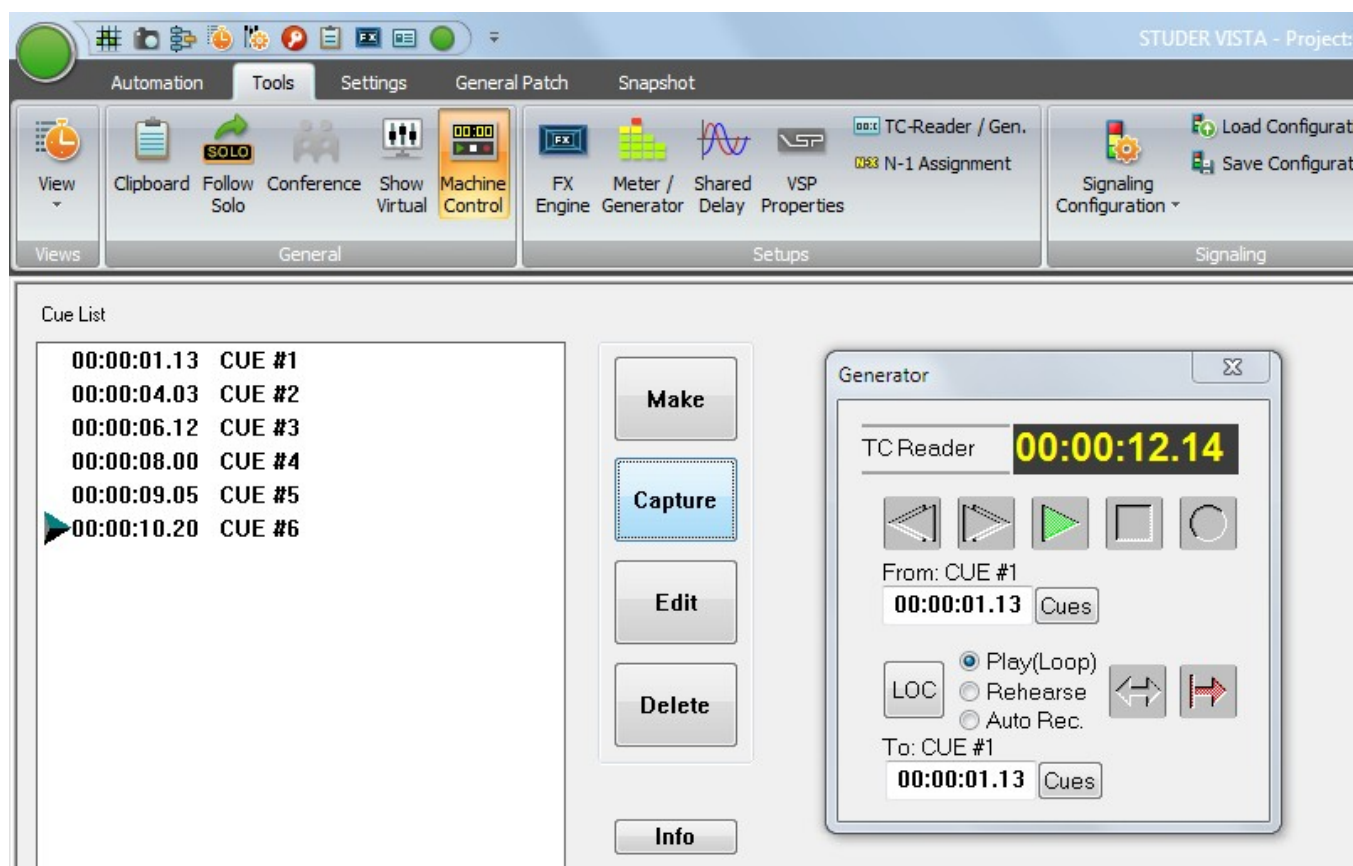 STUDER VISTA - Project:
Automation Tools Settings General Patch Snapshot
View
Clipboard
SOLO
Follow
Solo
Conference
Show
Virtual
00:00
Machine
Control
FX
FX
Engine
Meter /
Generator
Shared
Delay
VSP
VSP
Properties
TC-Reader / Gen.
N-1 Assignment
Signaling
Configuration
Load Configurat
Save Configurat
Views General Setups Signaling
Cue List
00:00:01.13 CUE #1
00:00:04.03 CUE #2
00:00:06.12 CUE #3
00:00:08.00 CUE #4
00:00:09.05 CUE #5
00:00:10.20 CUE #6
Make
Capture
Edit
Delete
Info
Generator
TC Reader 00:00:12.14
From: CUE #1
00:00:01.13 Cues
LOC
Play(Loop)
Rehearse
Auto Rec.
To: CUE #1
00:00:01.13 Cues